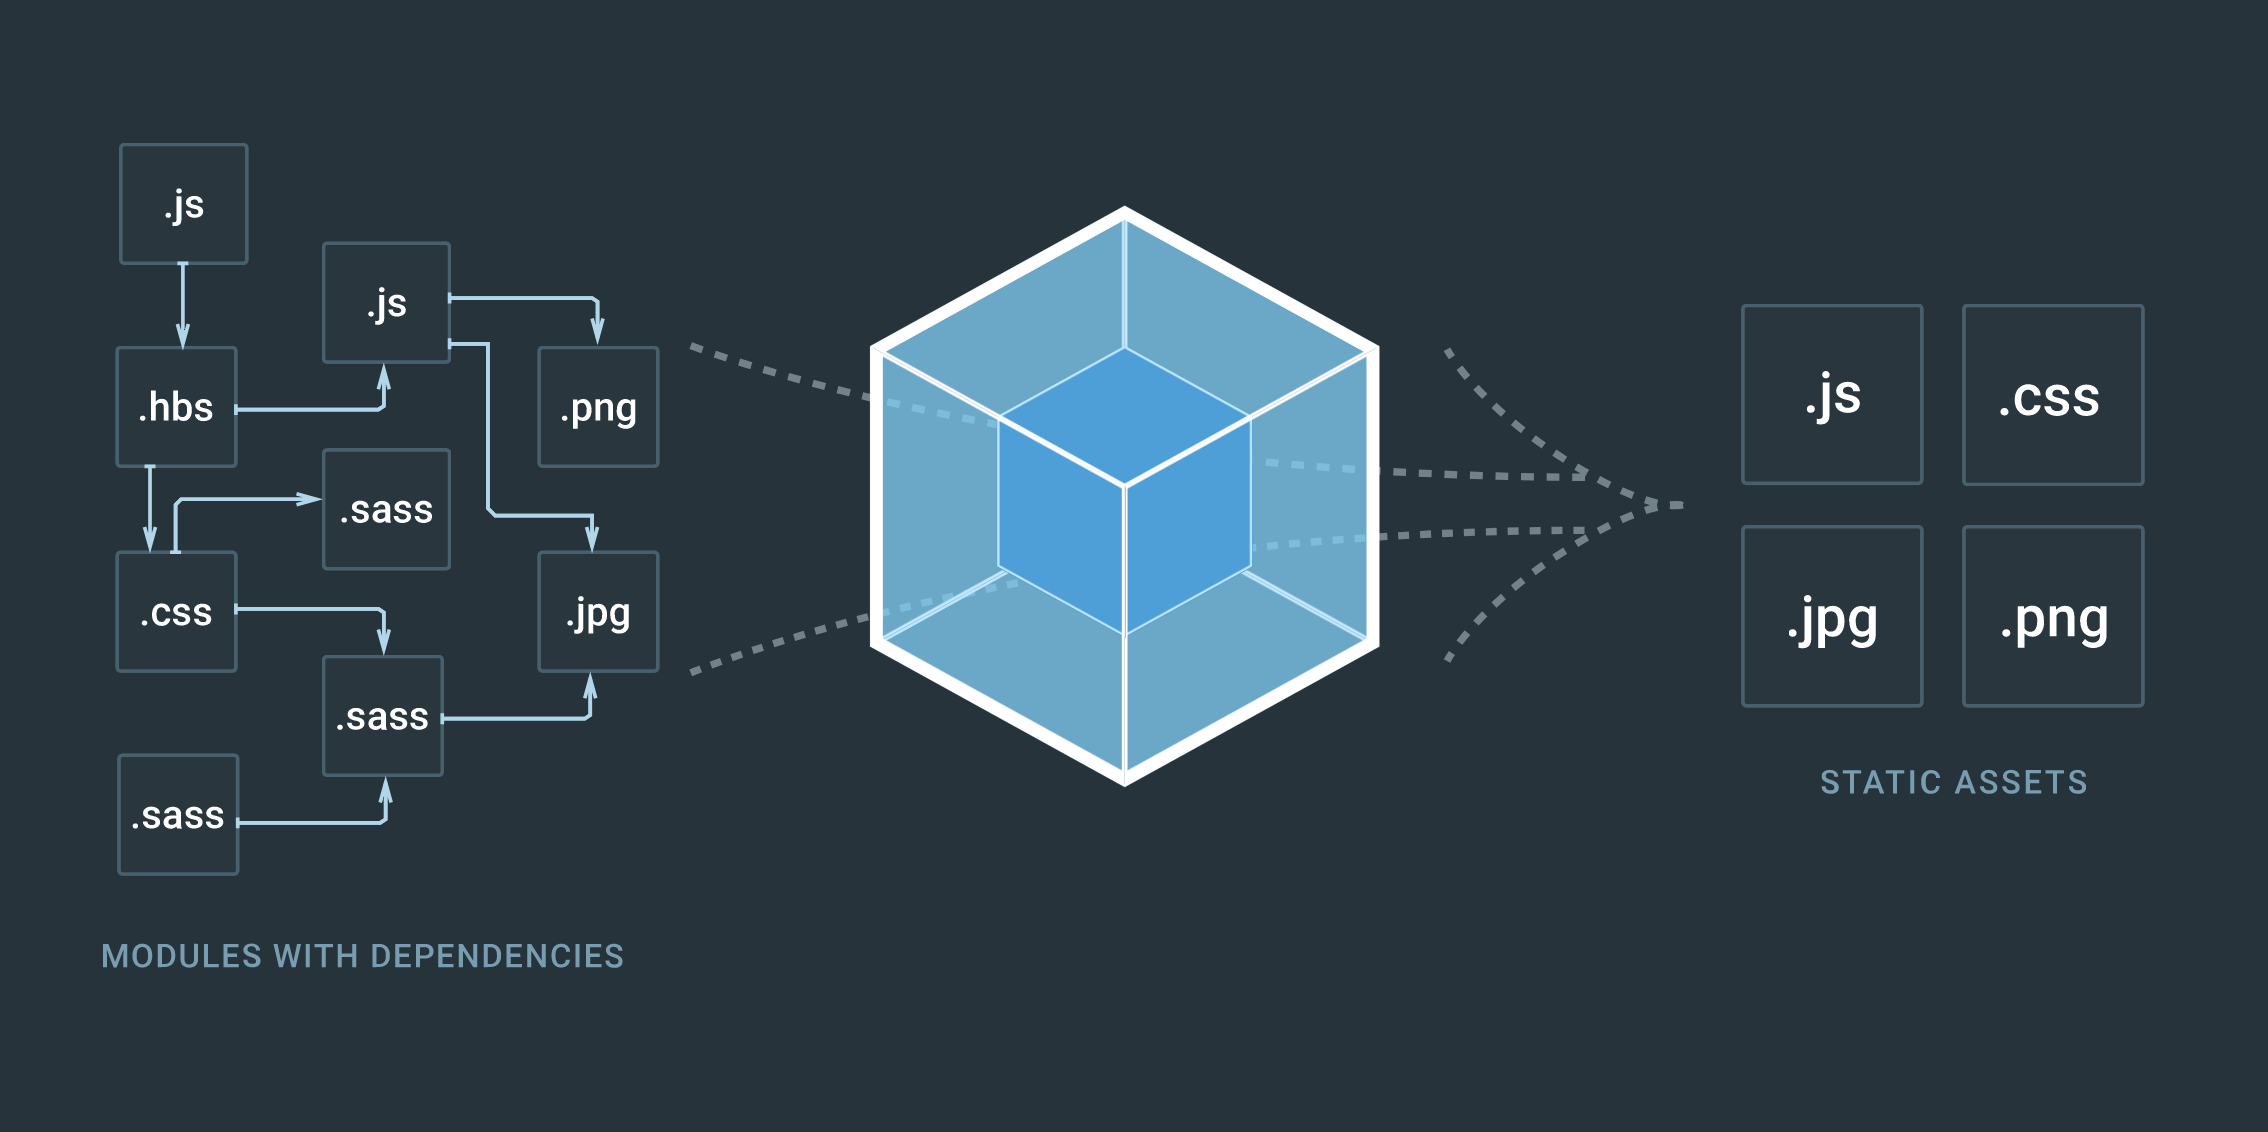 .js
.js
.hbs
.png
.sass
.css
.jpg
.sass
.sass
MODULES WITH DEPENDENCIES
.js
.css
.jpg
.png
STATIC ASSETS